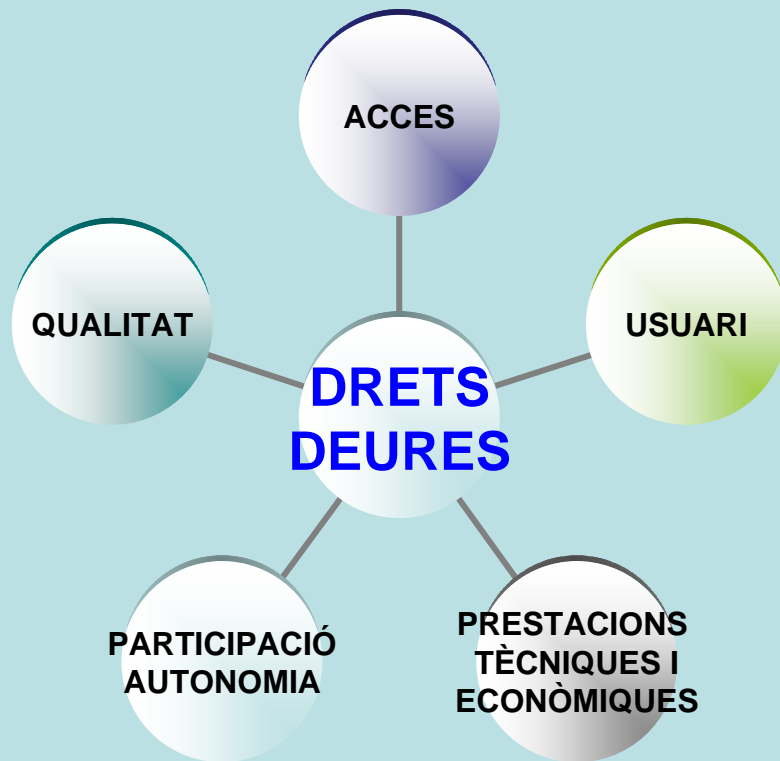 ACCES
QUALITAT
USUARI
DRETS
DEURES
PARTICIPACIÓ
AUTONOMIA
PRESTACIONS
TÈCNIQUES I
ECONÒMIQUES